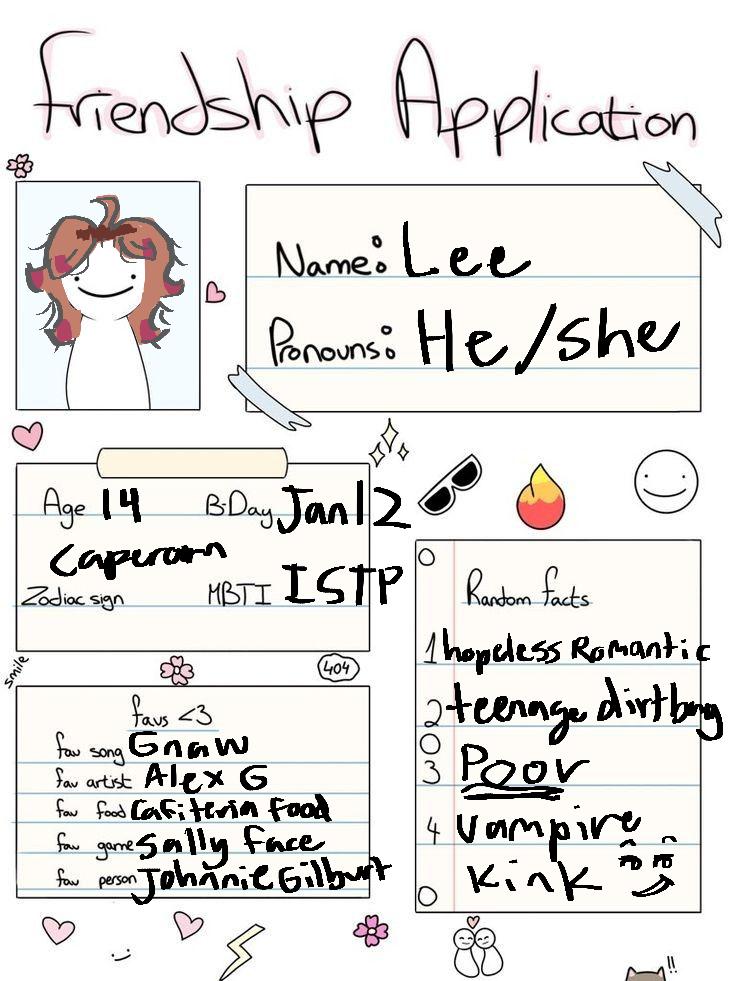 Friendship Application
Name: Lee
Pronouns: He/she
Age 14 B-Day Jan 12
Caperorn
Zodiac sign MBTI ISTP
smile
404
favs <3
fav song Gnaw
fav artist Alex G
fav food Cafiteria Food
fav game Sally face
fav person Johnnie Gilburt
Random facts
1 hopeless Romantic
2 teenage dirtbag
3 Poor
4 vampire
kink
!!